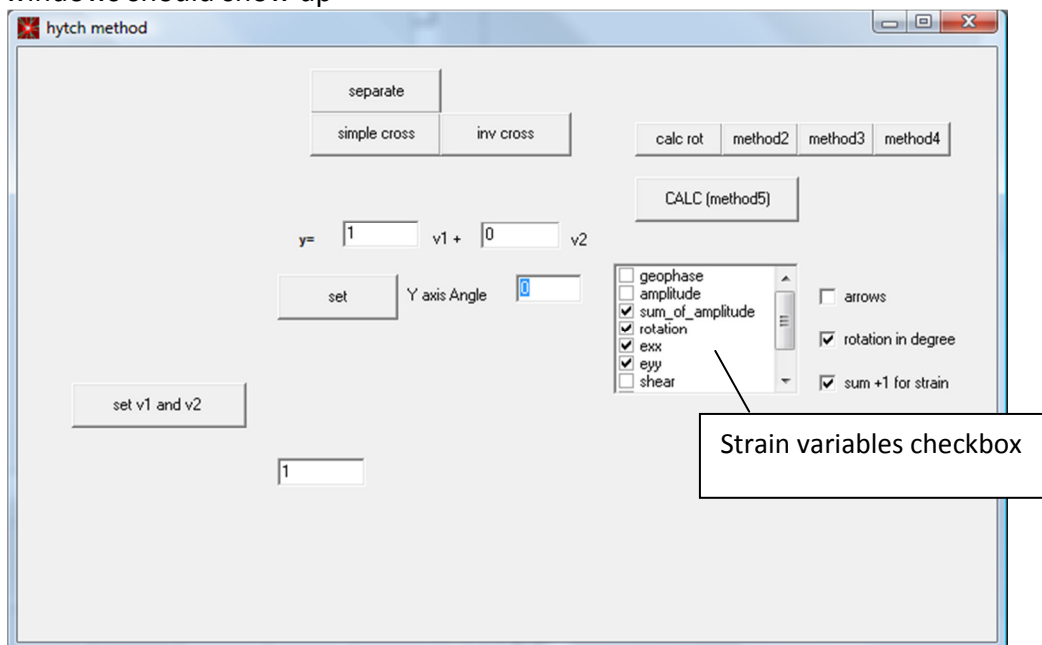 windows should show up
hytch method
separate
simple cross inv cross
calc rot method2 method3 method4
CALC (method5)
y= 1 v1 + 0 v2
set Y axis Angle 0
geophase
amplitude
sum_of_amplitude
rotation
exx
eyy
shear
arrows
rotation in degree
sum +1 for strain
set v1 and v2
Strain variables checkbox
1